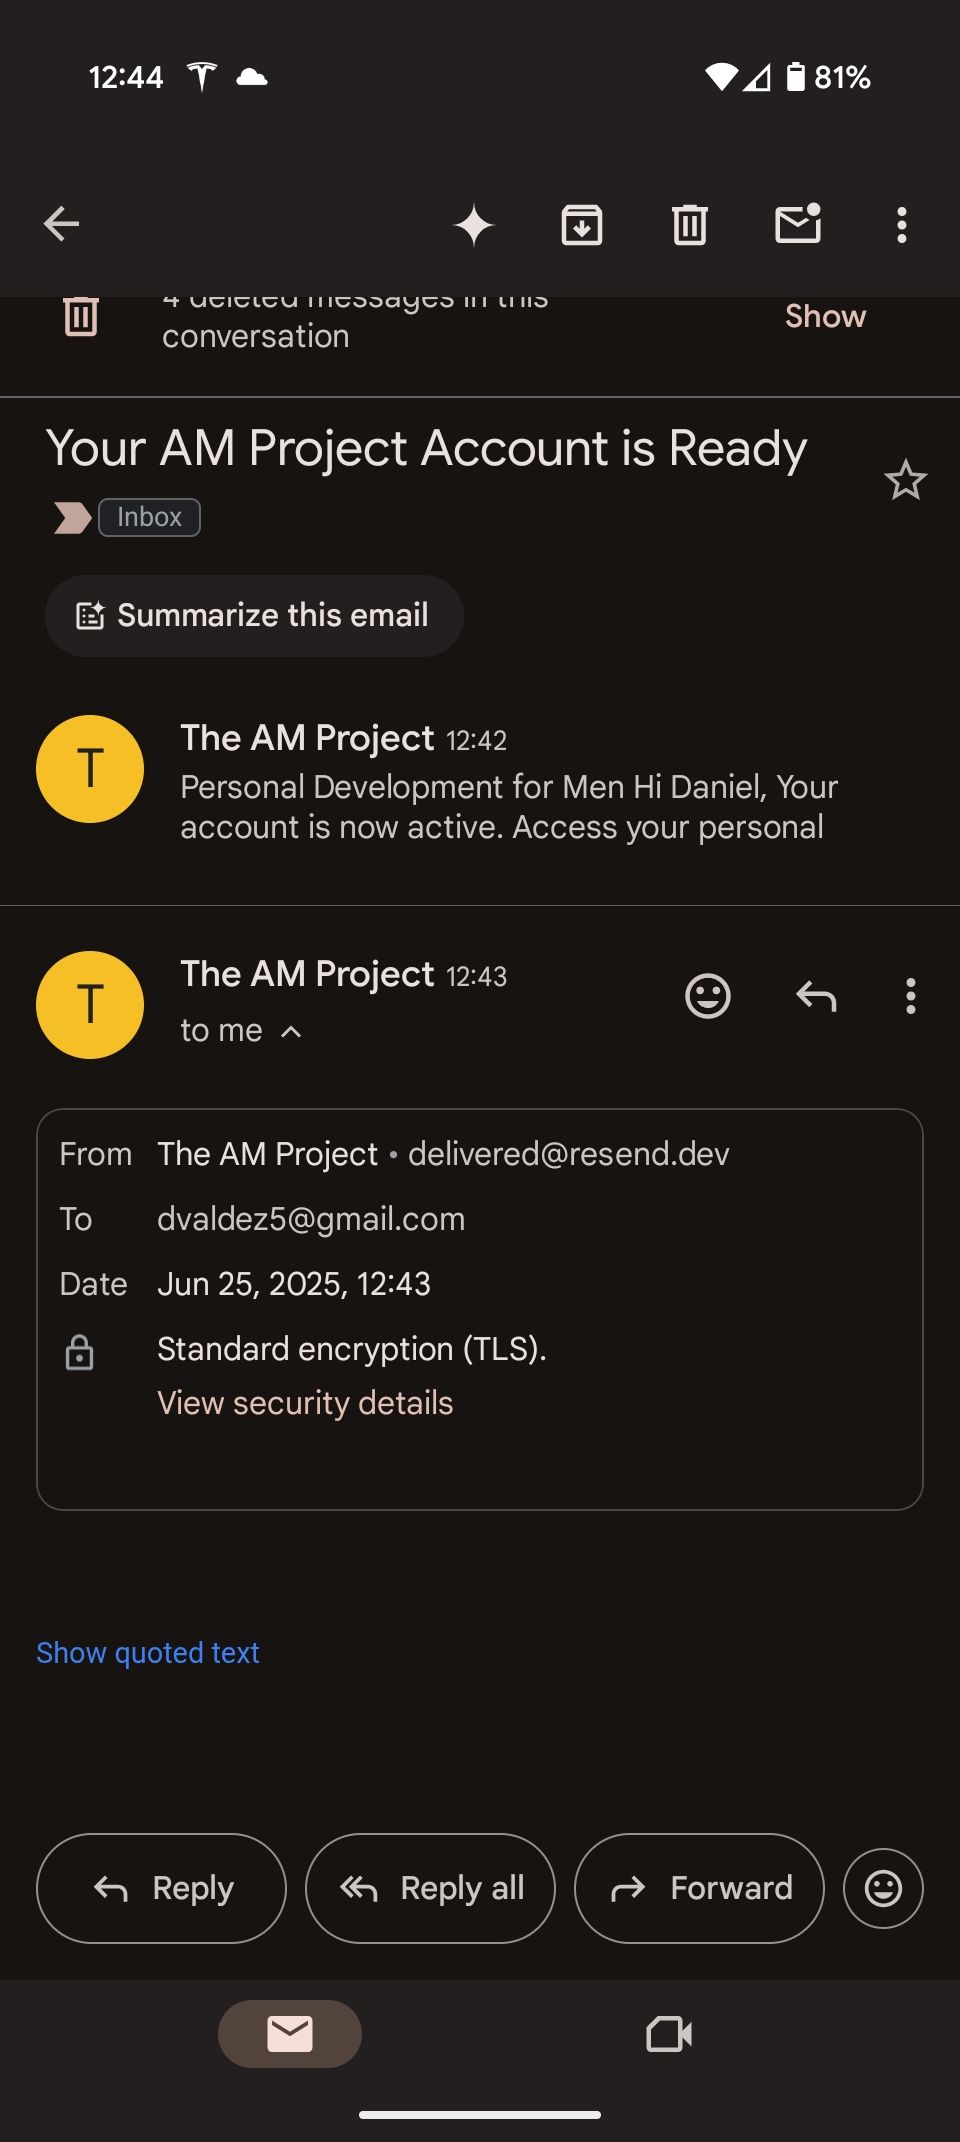 12:44
81%
4 deleted messages in this
conversation
Show
Your AM Project Account is Ready
Inbox
Summarize this email
T
The AM Project 12:42
Personal Development for Men Hi Daniel, Your
account is now active. Access your personal
T
The AM Project 12:43
to me
From The AM Project • delivered@resend.dev
To dvaldez5@gmail.com
Date Jun 25, 2025, 12:43
Standard encryption (TLS).
View security details
Show quoted text
Reply
Reply all
Forward